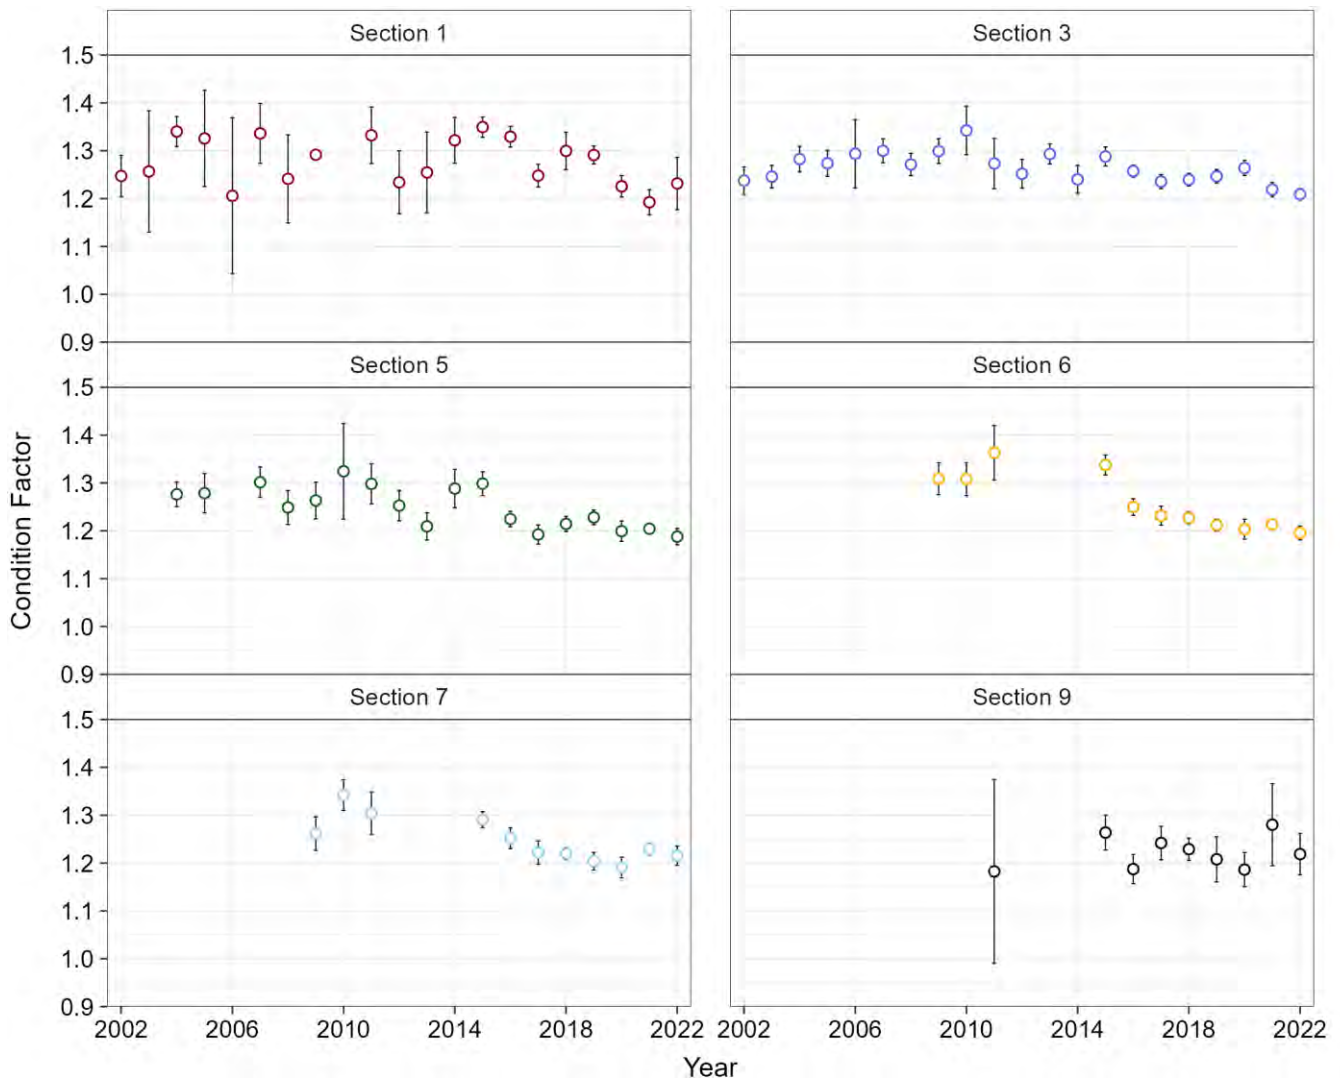 Section 1
Section 3
1.5
1.4
1.3
1.2
1.1
1.0
0.9
Section 5
Section 6
1.5
1.4
1.3
1.2
1.1
1.0
0.9
Section 7
Section 9
1.5
1.4
1.3
1.2
1.1
1.0
0.9
Condition Factor
2002 2006 2010 2014 2018 2022 2002 2006 2010 2014 2018 2022
Year